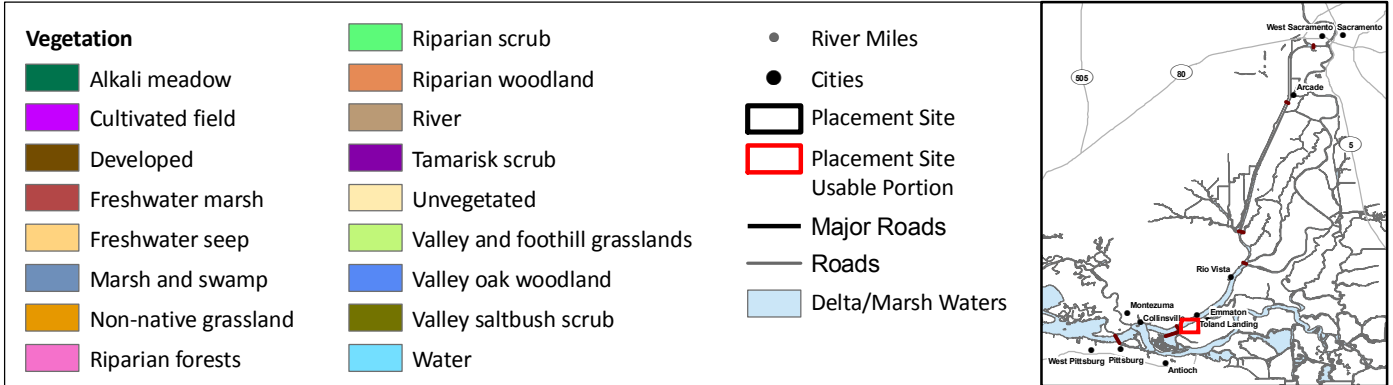 Vegetation
Alkali meadow
Cultivated field
Developed
Freshwater marsh
Freshwater seep
Marsh and swamp
Non-native grassland
Riparian forests
Riparian scrub
Riparian woodland
River
Tamarisk scrub
Unvegetated
Valley and foothill grasslands
Valley oak woodland
Valley saltbush scrub
Water
River Miles
Cities
Placement Site
Placement Site
Usable Portion
Major Roads
Roads
Delta/Marsh Waters
West Sacramento
Sacramento
505
80
Arcade
5
Rio Vista
Montezuma
Collinsville
Emmaton
Toland Landing
West Pittsburg
Pittsburg
Antioch